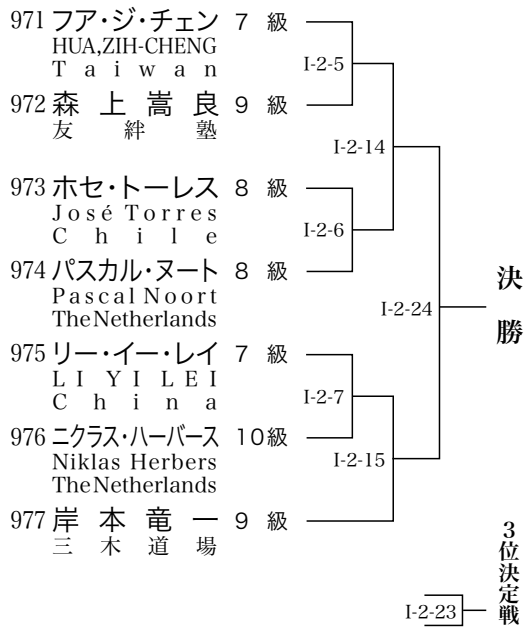 971 フア・ジ・チェン 7 級
HUA,ZIH-CHENG
Taiwan
I-2-5
972 森上嵩良 9 級
友絆塾
I-2-14
973 ホセ・トーレス 8 級
José Torres
Chile
I-2-6
974 パスカル・ヌート 8 級
Pascal Noort
The Netherlands
I-2-24
決勝
975 リー・イー・レイ 7 級
LI YI LEI
China
I-2-7
976 ニクラス・ハーバース 10級
Niklas Herbers
The Netherlands
I-2-15
977 岸本竜一 9 級
三木道場
3位決定戦
I-2-23